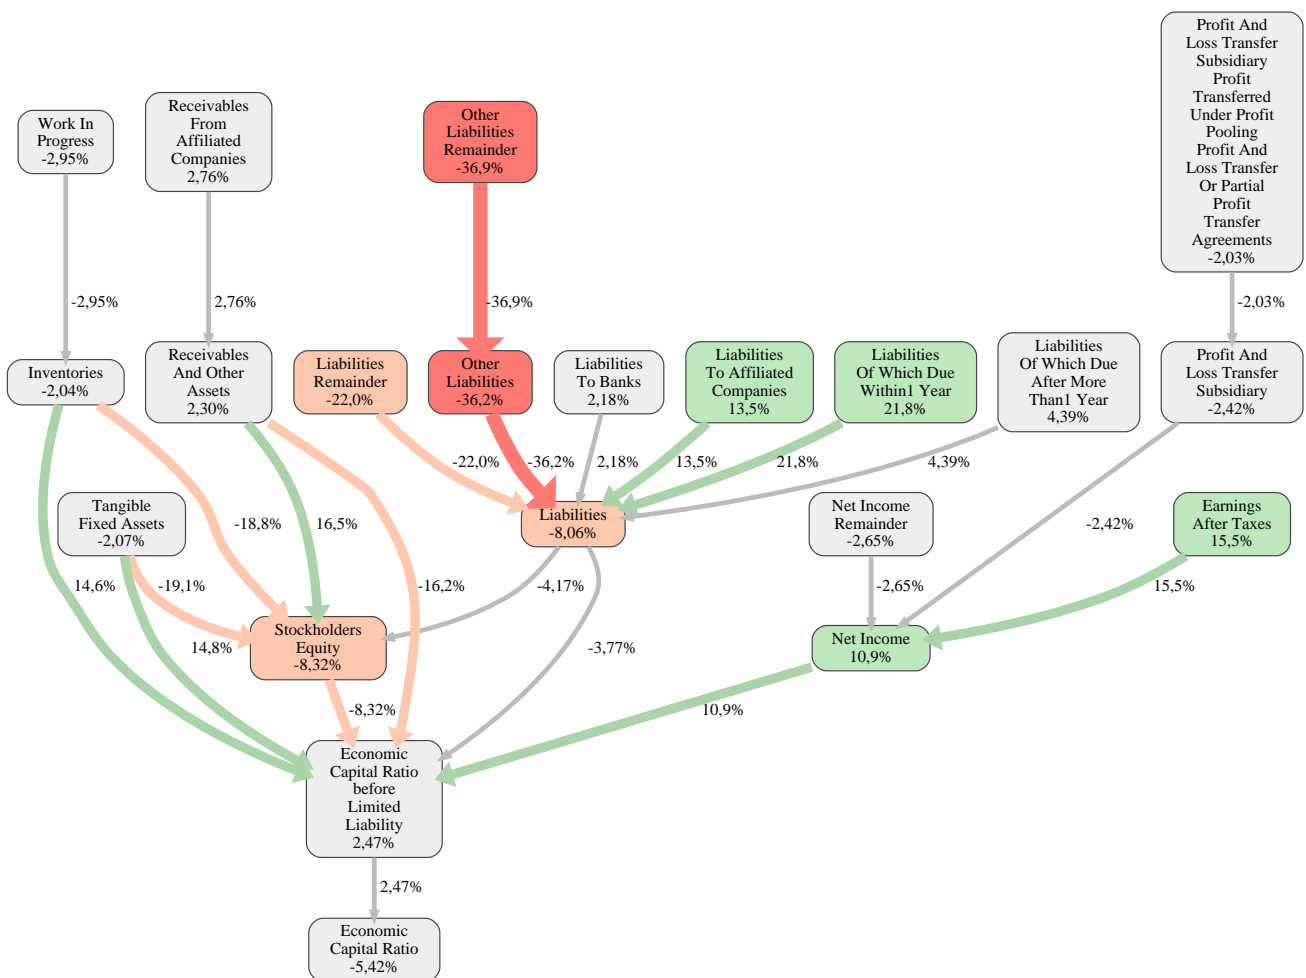 Profit And
Loss Transfer
Subsidiary
Profit
Transferred
Under Profit
Pooling
Profit And
Loss Transfer
Or Partial
Profit
Transfer
Agreements
-2,03%
Work In
Progress
-2,95%
Receivables
From
Affiliated
Companies
2,76%
Other
Liabilities
Remainder
-36,9%
-2,95%
2,76%
-36,9%
-2,03%
Inventories
-2,04%
Receivables
And Other
Assets
2,30%
Liabilities
Remainder
-22,0%
Other
Liabilities
-36,2%
Liabilities
To Banks
2,18%
Liabilities
To Affiliated
Companies
13,5%
Liabilities
Of Which Due
Within1 Year
21,8%
Liabilities
Of Which Due
After More
Than1 Year
4,39%
Profit And
Loss Transfer
Subsidiary
-2,42%
-22,0%
-36,2%
2,18%
13,5%
21,8%
4,39%
Tangible
Fixed Assets
-2,07%
-18,8%
16,5%
Liabilities
-8,06%
Net Income
Remainder
-2,65%
-2,42%
Earnings
After Taxes
15,5%
14,6%
-19,1%
-16,2%
-4,17%
-2,65%
15,5%
14,8%
Stockholders
Equity
-8,32%
-3,77%
Net Income
10,9%
-8,32%
10,9%
Economic
Capital Ratio
before
Limited
Liability
2,47%
2,47%
Economic
Capital Ratio
-5,42%